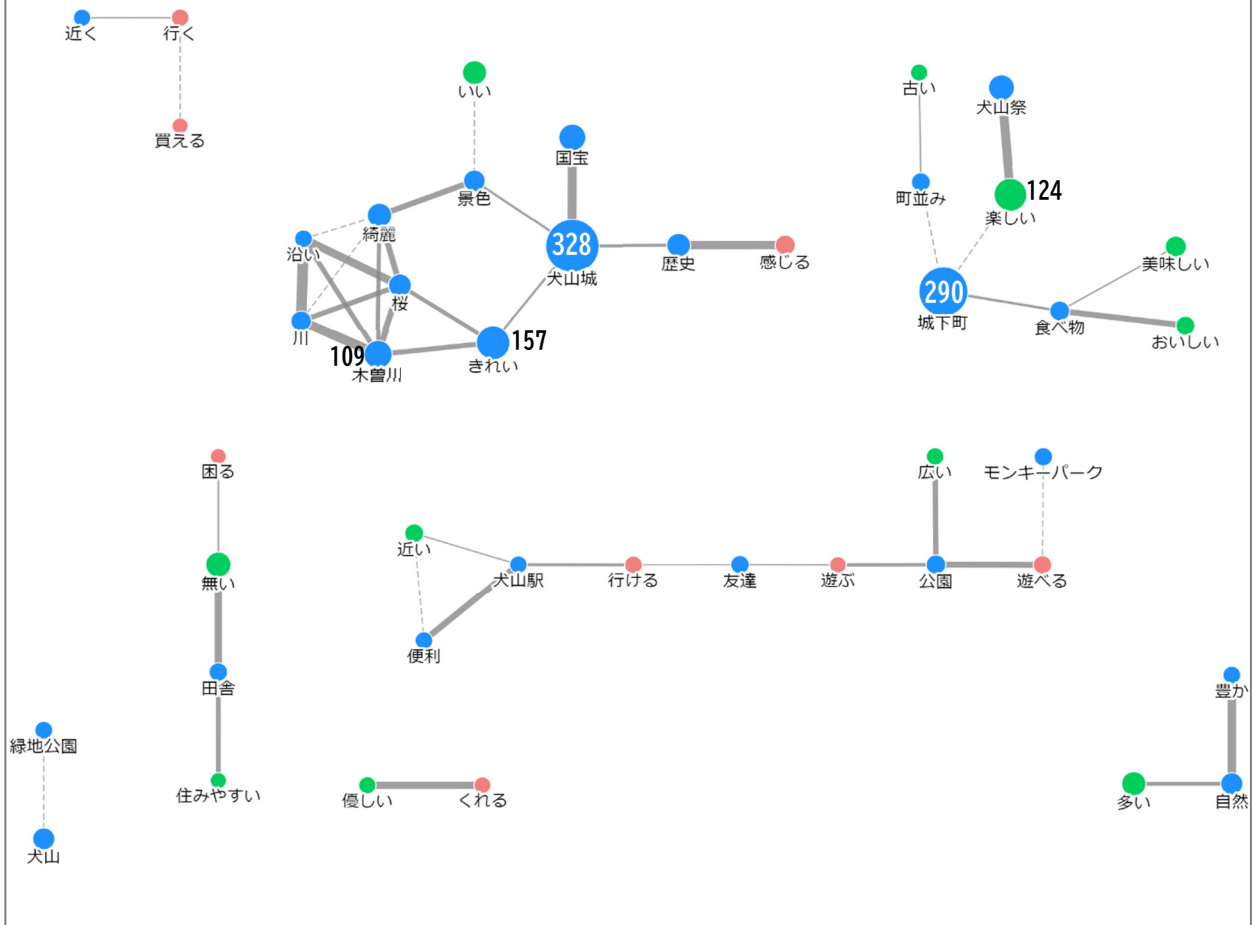 近く
行く
買える
いい
国宝
景色
綺麗
沿い
328
歴史
感じる
犬山城
桜
川
157
きれい
109
木曽川
古い
犬山祭
町並み
124
楽しい
美味しい
290
城下町
食べ物
おいしい
困る
無い
田舎
住みやすい
緑地公園
犬山
近い
犬山駅
便利
行ける
友達
遊ぶ
広い
公園
モンキーパーク
遊べる
優しい
くれる
豊か
多い
自然